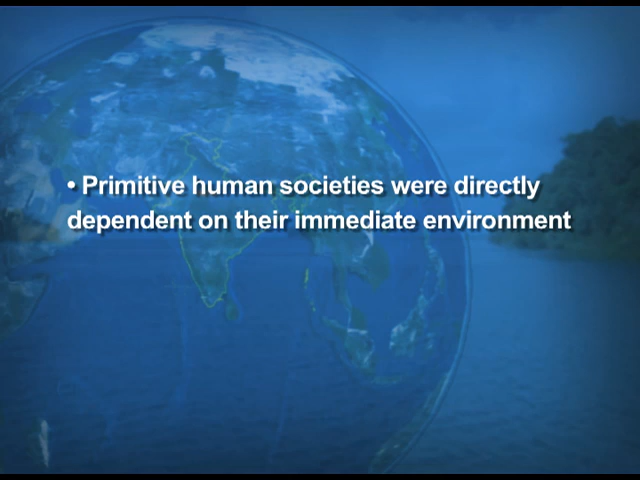 • Primitive human societies were directly
dependent on their immediate environment